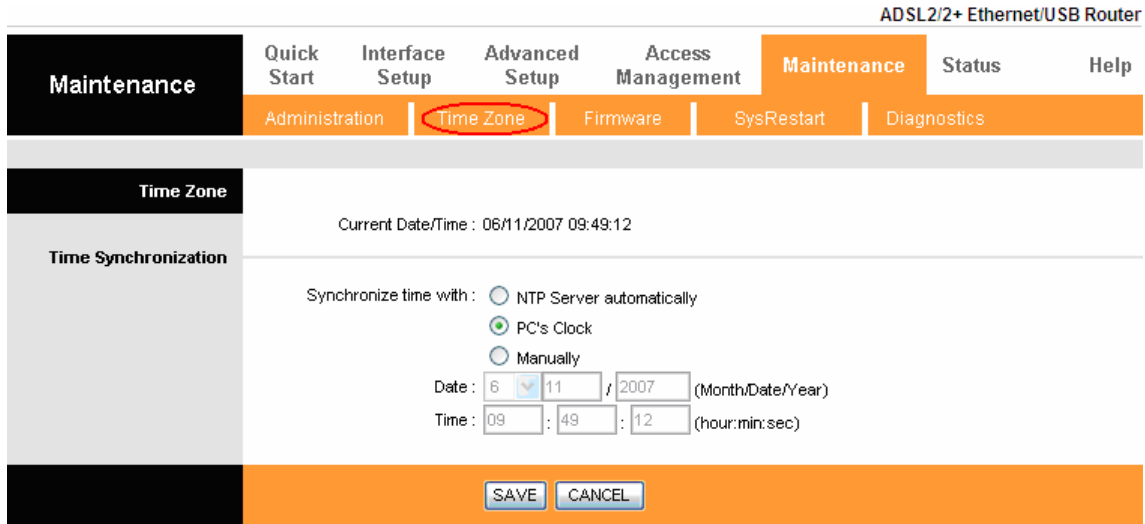 ADSL2/2+ Ethernet/USB Router
Maintenance
Quick Start
Interface Setup
Advanced Setup
Access Management
Maintenance
Status
Help
Administration
Time Zone
Firmware
SysRestart
Diagnostics
Time Zone
Current Date/Time : 06/11/2007 09:49:12
Time Synchronization
Synchronize time with : NTP Server automatically
PC's Clock
Manually
Date : 6 11 / 2007 (Month/Date/Year)
Time : 09 : 49 : 12 (hour:min:sec)
SAVE CANCEL